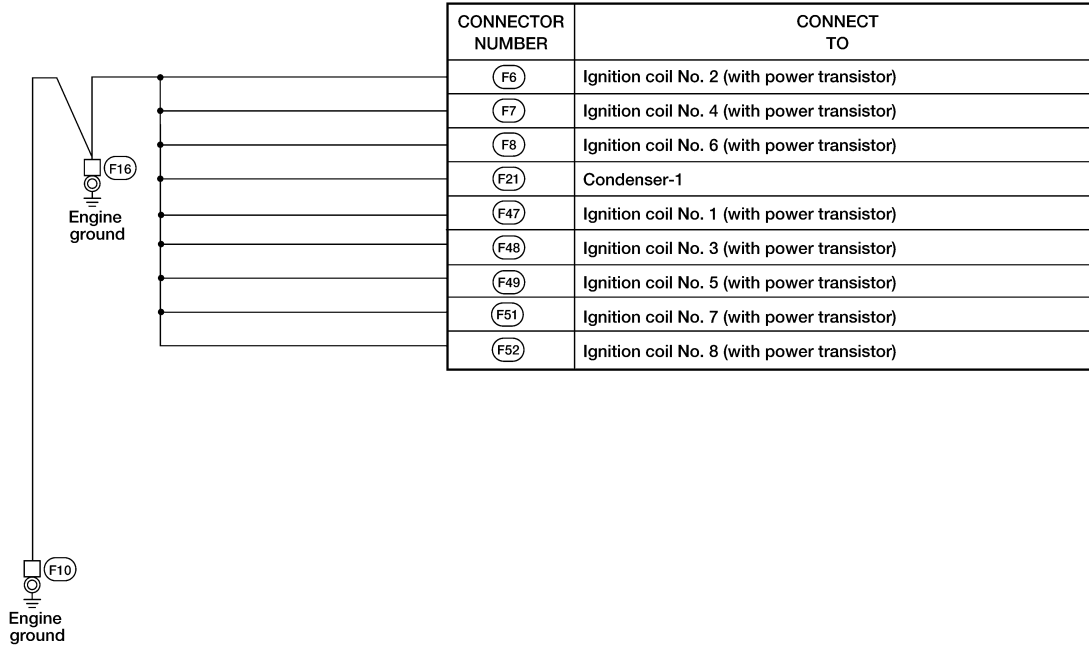 CONNECTOR NUMBER CONNECT TO
F6 Ignition coil No. 2 (with power transistor)
F7 Ignition coil No. 4 (with power transistor)
F8 Ignition coil No. 6 (with power transistor)
F21 Condenser-1
F47 Ignition coil No. 1 (with power transistor)
F48 Ignition coil No. 3 (with power transistor)
F49 Ignition coil No. 5 (with power transistor)
F51 Ignition coil No. 7 (with power transistor)
F52 Ignition coil No. 8 (with power transistor)
F16
Engine
ground
F10
Engine
ground